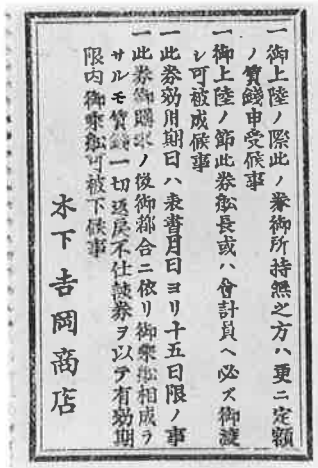 一御上陸ノ際此ノ券御所持無之方ハ更ニ定額
ノ賃錢申受候事
一御上陸ノ節此券舩長或ハ會計員ヘ必ズ御渡
シ可被成候事
一此券効用期日ハ表書月日ヨリ十五日限ノ事
一此券御購求ノ後御都合ニ依リ御乘舩相成ラ
サルモ賃錢一切返戻不仕該券ヲ以テ有効期
限内御乘舩可被下候事
木下吉岡商店